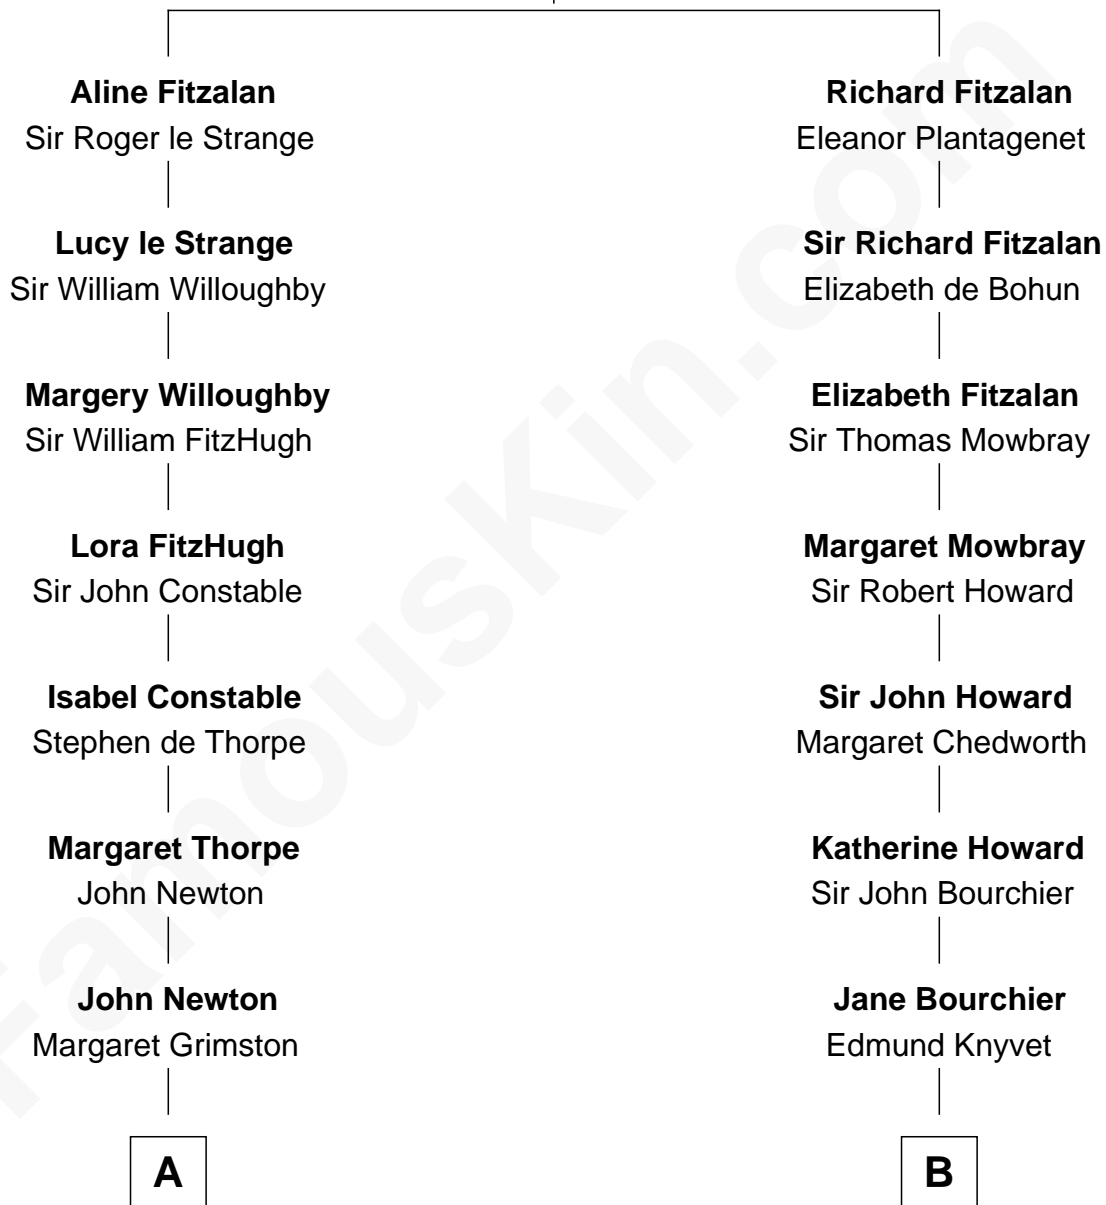 Aline Fitzalan
Sir Roger le Strange
Lucy le Strange
Sir William Willoughby
Margery Willoughby
Sir William FitzHugh
Lora FitzHugh
Sir John Constable
Isabel Constable
Stephen de Thorpe
Margaret Thorpe
John Newton
John Newton
Margaret Grimston
A
Richard Fitzalan
Eleanor Plantagenet
Sir Richard Fitzalan
Elizabeth de Bohun
Elizabeth Fitzalan
Sir Thomas Mowbray
Margaret Mowbray
Sir Robert Howard
Sir John Howard
Margaret Chedworth
Katherine Howard
Sir John Bourchier
Jane Bourchier
Edmund Knyvet
B
FamousKin.com